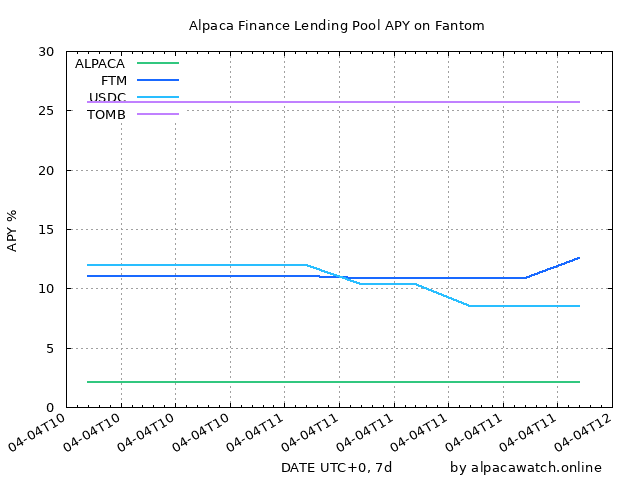 Alpaca Finance Lending Pool APY on Fantom
30
25
20
15
10
5
0
APY %
ALPACA
FTM
USDC
TOMB
04-04T10
04-04T10
04-04T10
04-04T10
04-04T11
04-04T11
04-04T11
04-04T11
04-04T11
04-04T11
04-04T12
DATE UTC+0, 7d
by alpacawatch.online